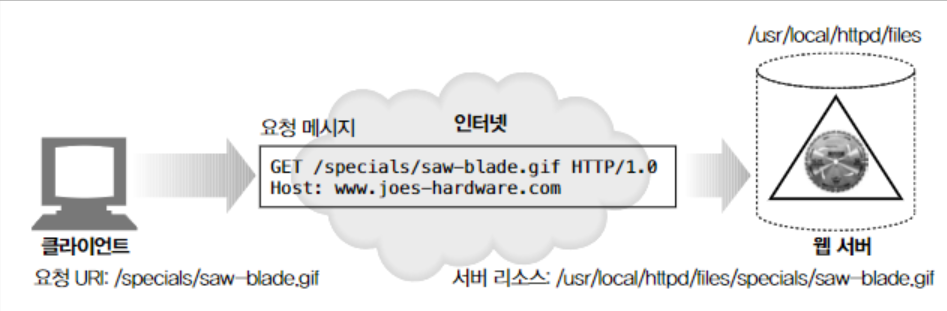 /usr/local/httpd/files
요청 메시지
인터넷
GET /specials/saw-blade.gif HTTP/1.0
Host: www.joes-hardware.com
클라이언트
웹 서버
요청 URI: /specials/saw-blade.gif
서버 리소스: /usr/local/httpd/files/specials/saw-blade.gif